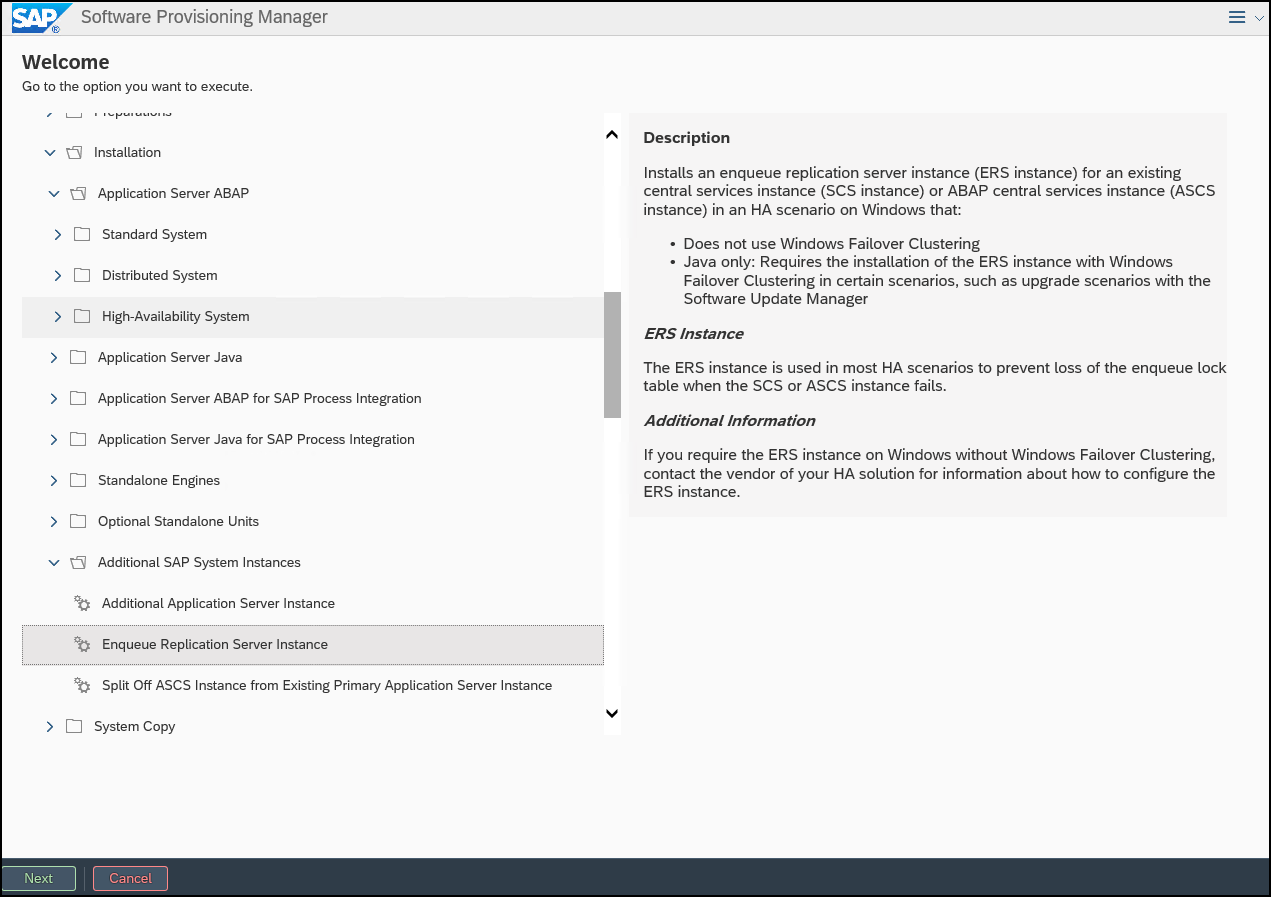 SAP® Software Provisioning Manager
Welcome
Go to the option you want to execute.
Preparations
Installation
Application Server ABAP
Standard System
Distributed System
High-Availability System
Application Server Java
Application Server ABAP for SAP Process Integration
Application Server Java for SAP Process Integration
Standalone Engines
Optional Standalone Units
Additional SAP System Instances
Additional Application Server Instance
Enqueue Replication Server Instance
Split Off ASCS Instance from Existing Primary Application Server Instance
System Copy
Description
Installs an enqueue replication server instance (ERS instance) for an existing
central services instance (SCS instance) or ABAP central services instance (ASCS
instance) in an HA scenario on Windows that:
• Does not use Windows Failover Clustering
• Java only: Requires the installation of the ERS instance with Windows
Failover Clustering in certain scenarios, such as upgrade scenarios with the
Software Update Manager
ERS Instance
The ERS instance is used in most HA scenarios to prevent loss of the enqueue lock
table when the SCS or ASCS instance fails.
Additional Information
If you require the ERS instance on Windows without Windows Failover Clustering,
contact the vendor of your HA solution for information about how to configure the
ERS instance.
Next
Cancel